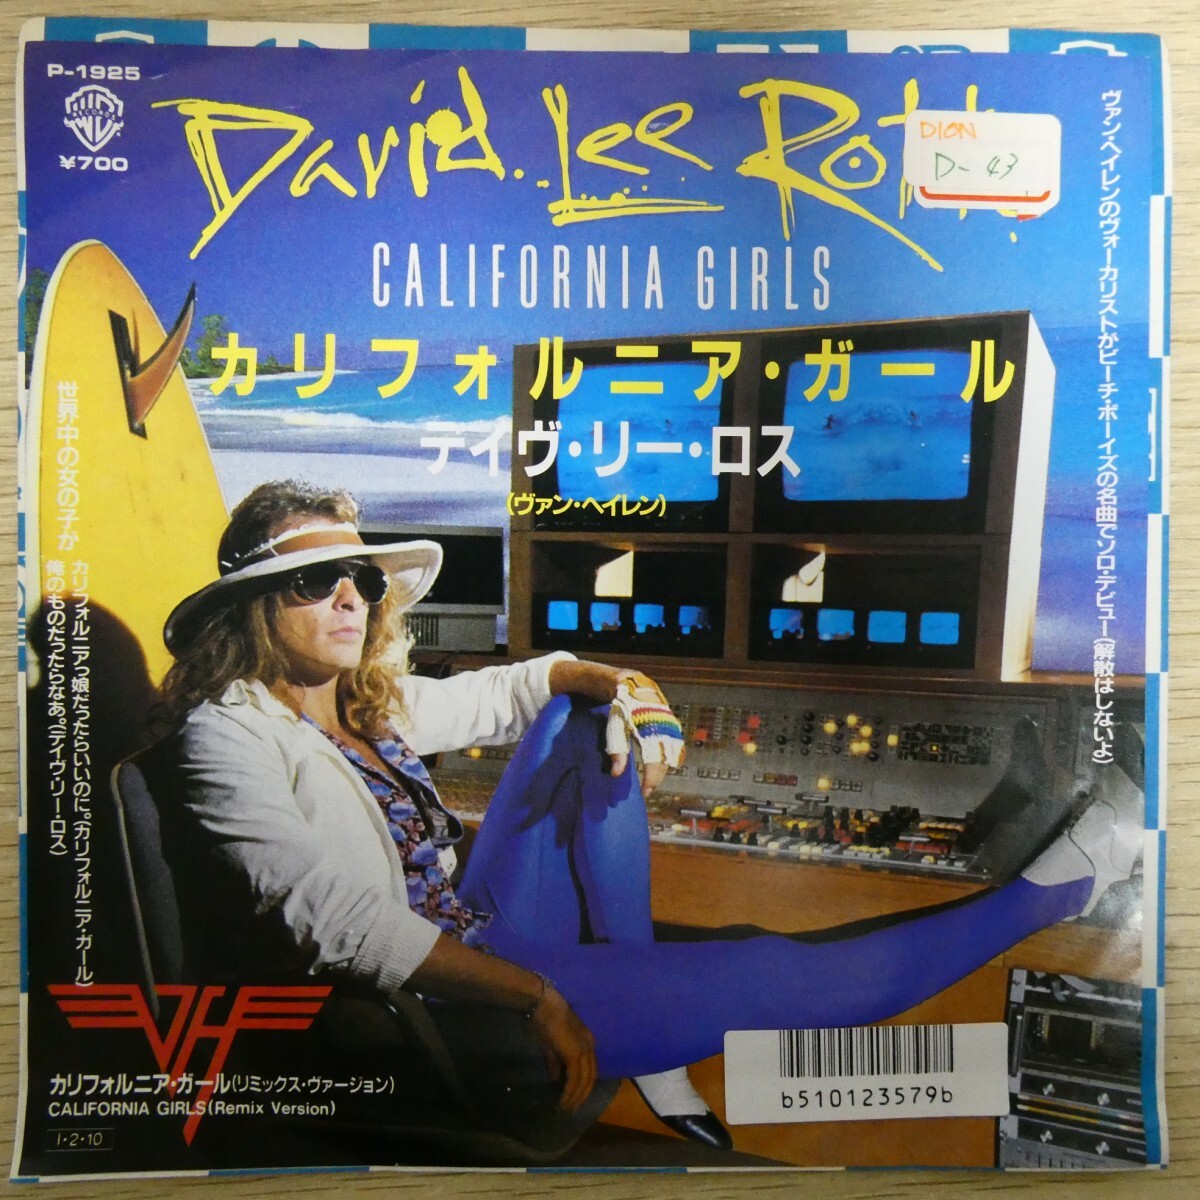 P-1925
WB
RECORDS
¥700
David Lee Roth
DION
D-43
CALIFORNIA GIRLS
カリフォルニア・ガール
デイヴ・リー・ロス
(ヴァン・ヘイレン)
ヴァン・ヘイレンのヴォーカリストがビーチ・ボーイズの名曲でソロ・デビュー(解散はしないよ)
世界中の女の子が
カリフォルニアっ娘だったらいいのに。(カリフォルニア・ガール)
俺のものだったらなあ。(デイヴ・リー・ロス)
VH
カリフォルニア・ガール(リミックス・ヴァージョン)
CALIFORNIA GIRLS(Remix Version)
I・2・10
b510123579b